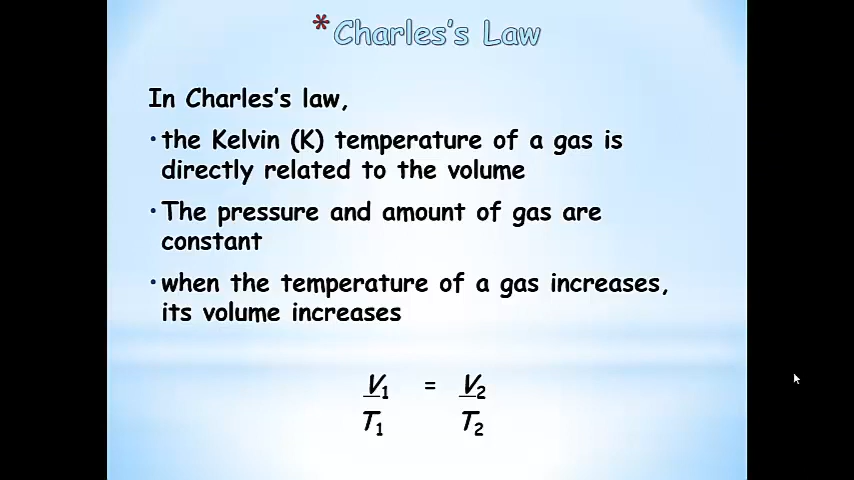 *Charles's Law
In Charles's law,
•the Kelvin (K) temperature of a gas is
directly related to the volume
•The pressure and amount of gas are
constant
•when the temperature of a gas increases,
its volume increases
V1 = V2
T1 T2